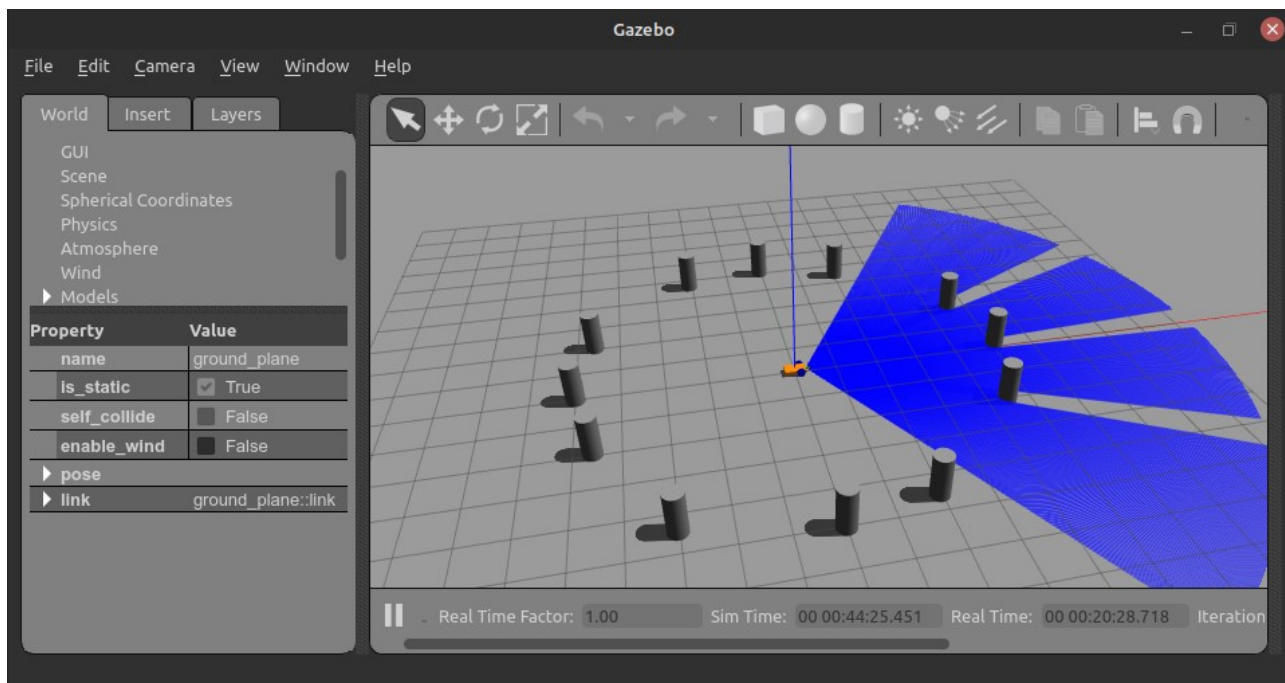 Gazebo
File Edit Camera View Window Help
World Insert Layers
GUI
Scene
Spherical Coordinates
Physics
Atmosphere
Wind
Models
Property Value
name ground_plane
is_static True
self_collide False
enable_wind False
pose
link ground_plane::link
Real Time Factor: 1.00 Sim Time: 00 00:44:25.451 Real Time: 00 00:20:28.718 Iteration